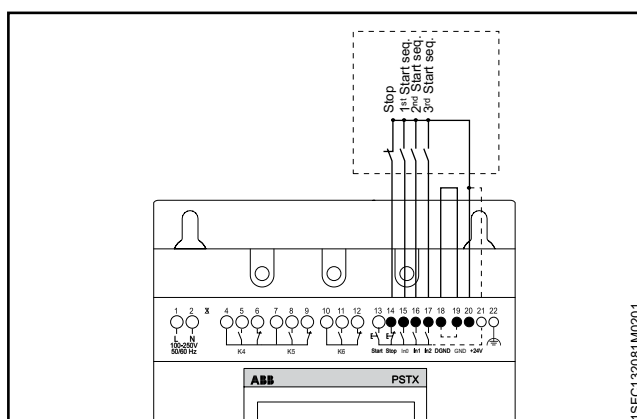 Stop
1st Start seq.
2nd Start seq.
3rd Start seq.
1 2 4 5 6 7 8 9 10 11 12 13 14 15 16 17 18 19 20 21 22
L N
100-250V
50/60 Hz
K4 K5 K6
Start Stop In0 In1 In2 DGND GND +24V
ABB PSTX